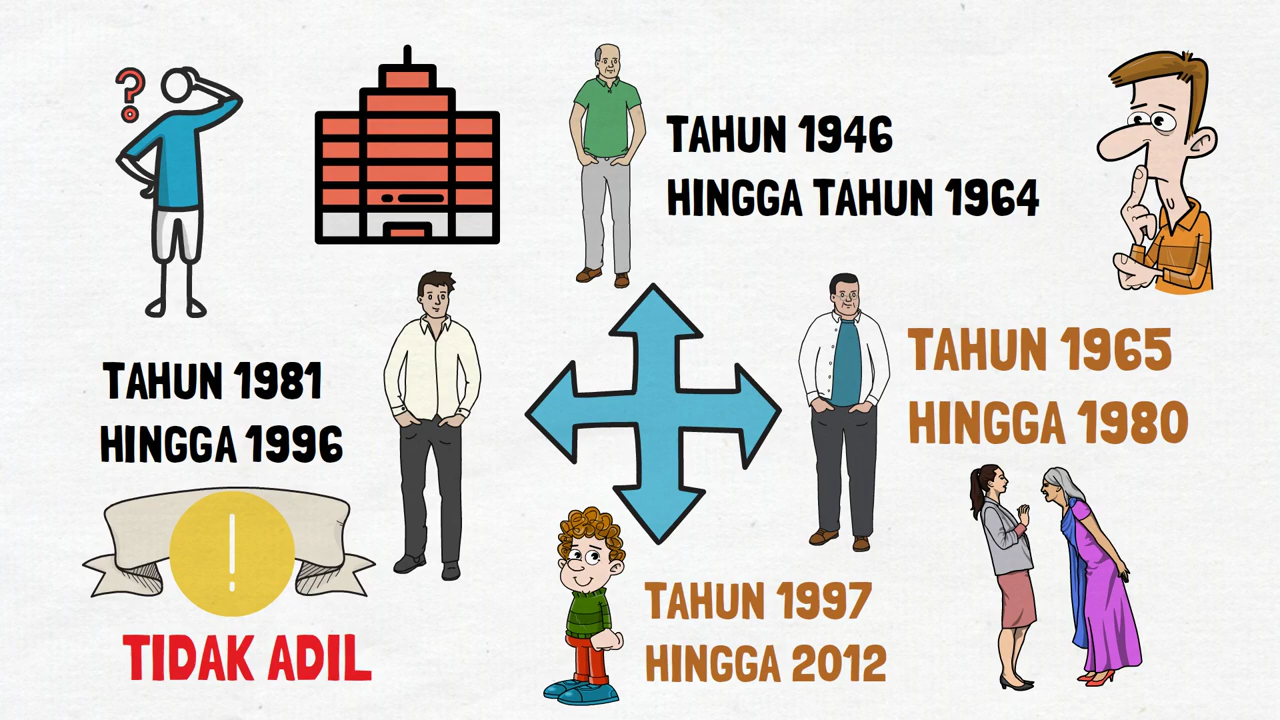 ?
TAHUN 1946
HINGGA TAHUN 1964
TAHUN 1981
HINGGA 1996
TAHUN 1965
HINGGA 1980
!
TIDAK ADIL
TAHUN 1997
HINGGA 2012